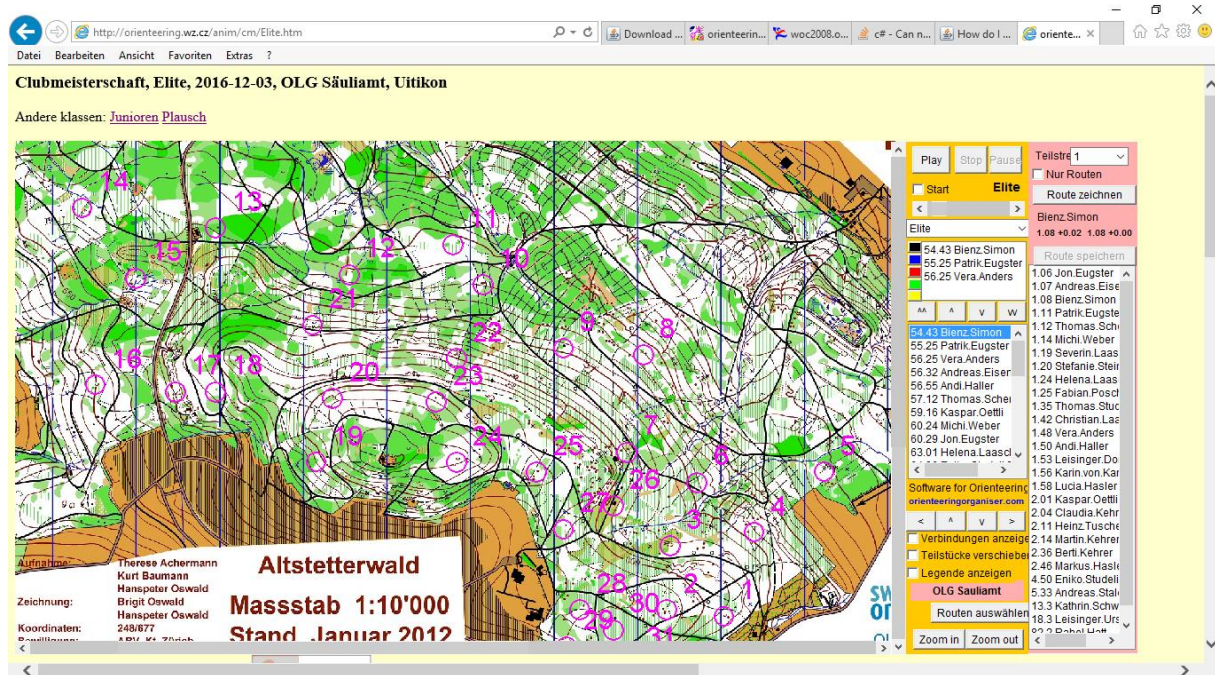 http://orienteering.wz.cz/anim/cm/Elite.htm
Download ...
orienteerin...
woc2008.o...
c# - Can n...
How do I ...
oriente...
Datei Bearbeiten Ansicht Favoriten Extras ?
Clubmeisterschaft, Elite, 2016-12-03, OLG Säuliamt, Uitikon
Andere klassen: Junioren Plausch
14
13
15
12
11
10
21
9
8
22
16
17
18
20
23
19
24
25
7
5
26
27
3
4
28
2
1
29
30
31
Aufnahme: Therese Achermann
Kurt Baumann
Hanspeter Oswald
Zeichnung: Brigit Oswald
Hanspeter Oswald
Koordinaten: 248/677
Altstetterwald
Massstab 1:10'000
Stand Januar 2012
Play Stop Pause
Start Elite
< >
Elite
54.43 Bienz.Simon
55.25 Patrik.Eugster
56.25 Vera.Anders
^^ ^ v W
54.43 Bienz.Simon
55.25 Patrik.Eugster
56.25 Vera.Anders
56.32 Andreas.Eiser
56.55 Andi.Haller
57.12 Thomas.Scher
59.16 Kaspar.Oettli
60.24 Michi.Weber
60.29 Jon.Eugster
63.01 Helena.Laascl
Software for Orienteering
orienteeringorganiser.com
< ^ v >
Verbindungen anzeige
Teilstücke verschieber
Legende anzeigen
OLG Sauliamt
Routen auswählen
Zoom in Zoom out
Teilstre 1
Nur Routen
Route zeichnen
Bienz.Simon
1.08 +0.02 1.08 +0.00
Route speichern
1.06 Jon.Eugster
1.07 Andreas.Eise
1.08 Bienz.Simon
1.11 Patrik.Eugste
1.12 Thomas.Sch
1.14 Michi.Weber
1.19 Severin.Laas
1.20 Stefanie.Stei
1.24 Helena.Laas
1.25 Fabian.Posch
1.35 Thomas.Stuc
1.42 Christian.Laa
1.48 Vera.Anders
1.50 Andi.Haller
1.53 Leisinger.Do
1.56 Karin.von.Kar
1.58 Lucia.Hasler
2.01 Kaspar.Oettli
2.04 Claudia.Kehr
2.11 Heinz.Tusche
2.14 Martin.Kehrer
2.36 Berti.Kehrer
2.46 Markus.Hasle
4.50 Eniko.Studeli
5.33 Andreas.Stal
13.3 Kathrin.Schw
18.3 Leisinger.Urs